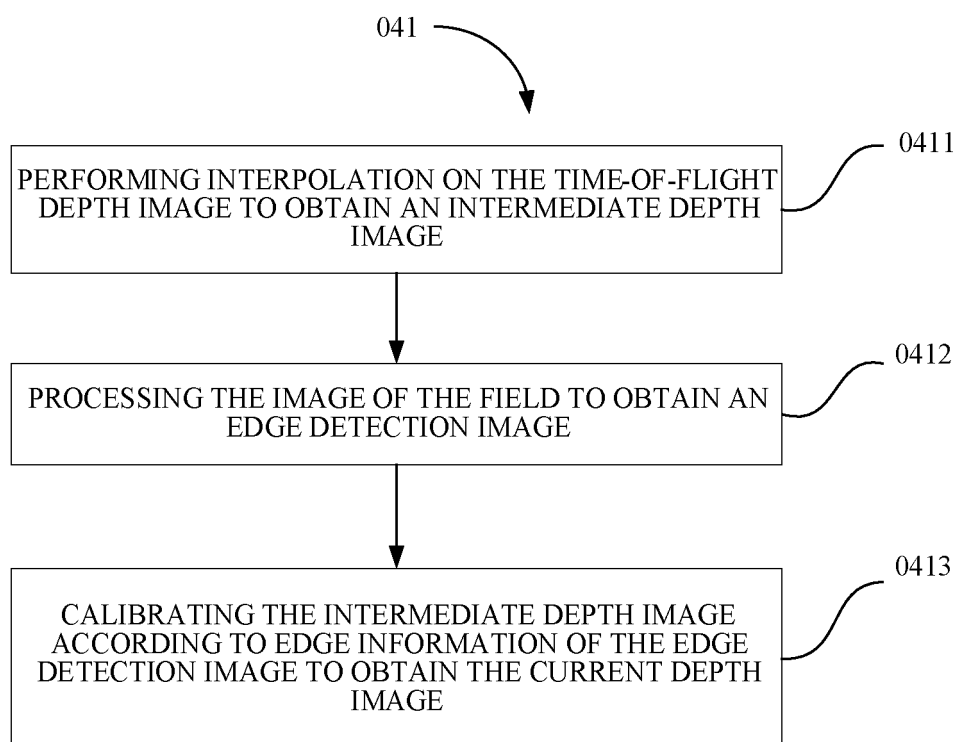 041
0411
PERFORMING INTERPOLATION ON THE TIME-OF-FLIGHT
DEPTH IMAGE TO OBTAIN AN INTERMEDIATE DEPTH
IMAGE
0412
PROCESSING THE IMAGE OF THE FIELD TO OBTAIN AN
EDGE DETECTION IMAGE
0413
CALIBRATING THE INTERMEDIATE DEPTH IMAGE
ACCORDING TO EDGE INFORMATION OF THE EDGE
DETECTION IMAGE TO OBTAIN THE CURRENT DEPTH
IMAGE